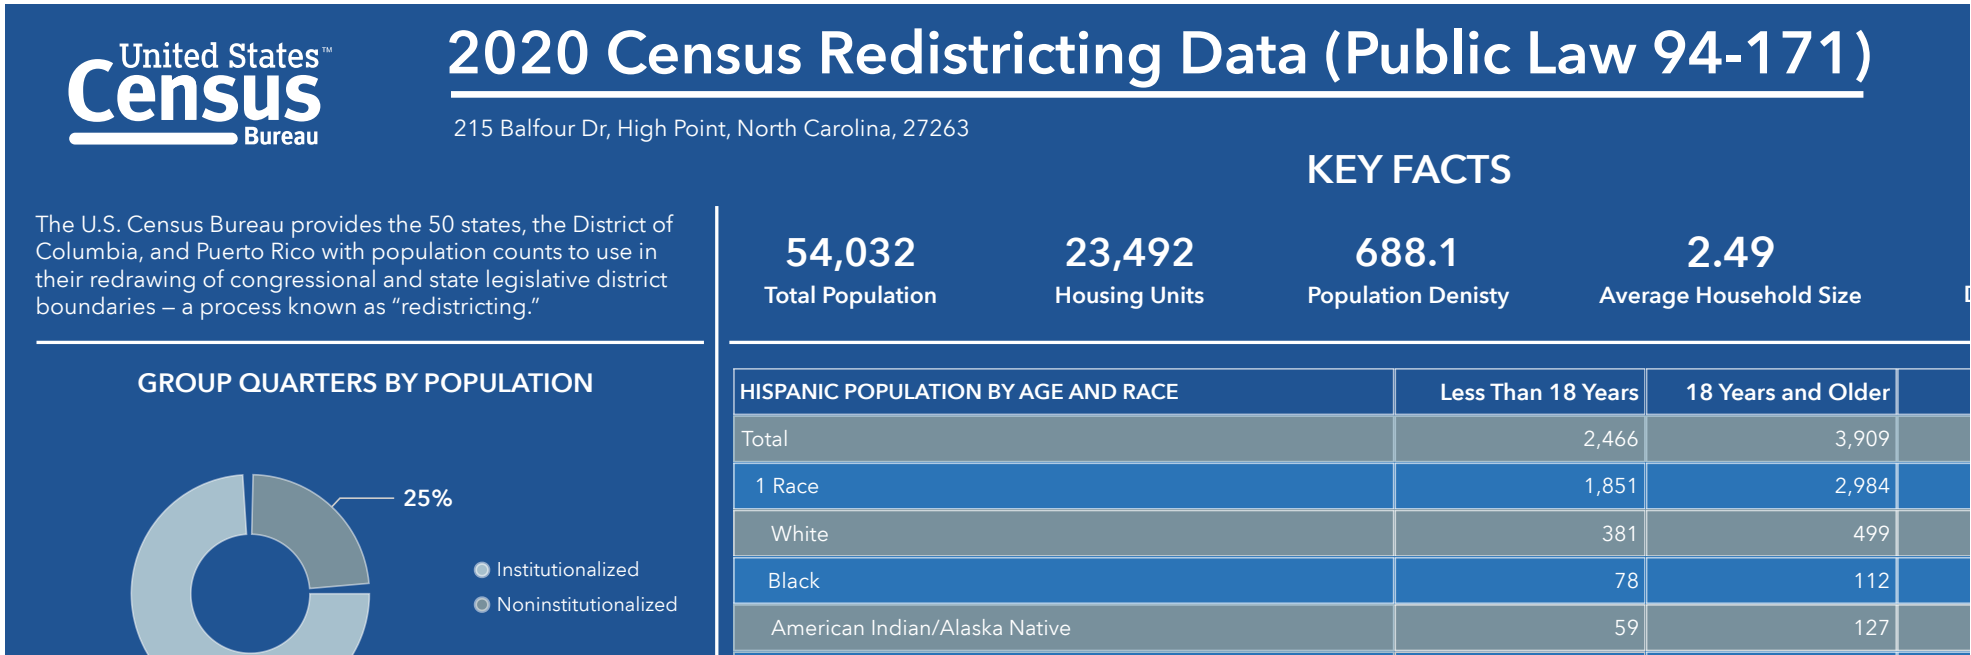 United States™
Census
Bureau
2020 Census Redistricting Data (Public Law 94-171)
215 Balfour Dr, High Point, North Carolina, 27263
KEY FACTS
The U.S. Census Bureau provides the 50 states, the District of
Columbia, and Puerto Rico with population counts to use in
their redrawing of congressional and state legislative district
boundaries – a process known as “redistricting.”
54,032 23,492 688.1 2.49
Total Population Housing Units Population Denisty Average Household Size
GROUP QUARTERS BY POPULATION
25%
Institutionalized
Noninstitutionalized
HISPANIC POPULATION BY AGE AND RACE Less Than 18 Years 18 Years and Older
Total 2,466 3,909
1 Race 1,851 2,984
White 381 499
Black 78 112
American Indian/Alaska Native 59 127